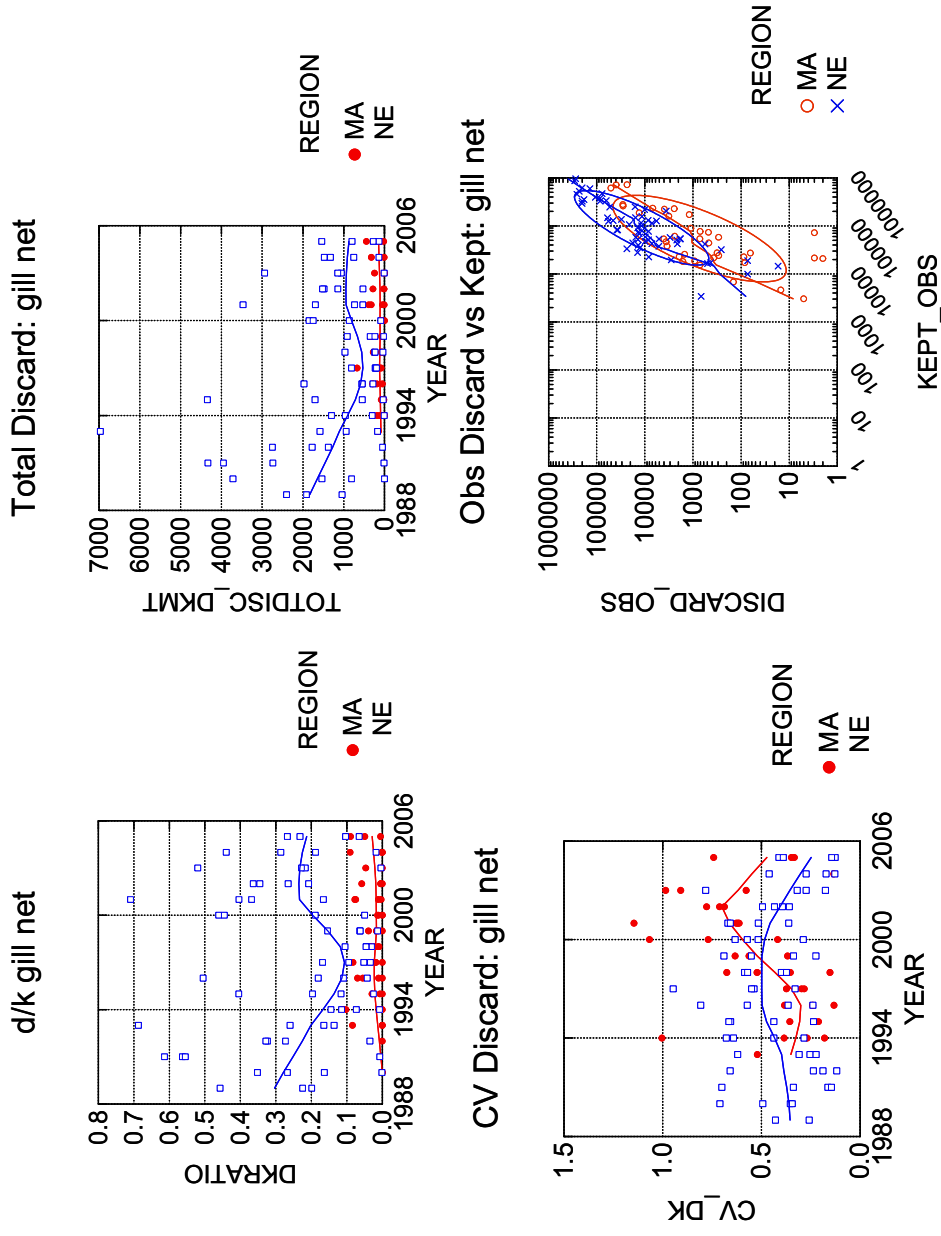 d/k gill net
0.8
0.7
0.6
0.5
0.4
0.3
0.2
0.1
0.0
DKRATIO
1988 1994 2000 2006
YEAR
REGION
MA
NE
Total Discard: gill net
7000
6000
5000
4000
3000
2000
1000
0
TOTDISC_DKMT
1988 1994 2000 2006
YEAR
REGION
MA
NE
CV Discard: gill net
1.5
1.0
0.5
0.0
CV_DK
1988 1994 2000 2006
YEAR
REGION
MA
NE
Obs Discard vs Kept: gill net
1000000
100000
10000
1000
100
10
1
DISCARD_OBS
1 10 100 1000 10000 100000 1000000
KEPT_OBS
REGION
MA
NE